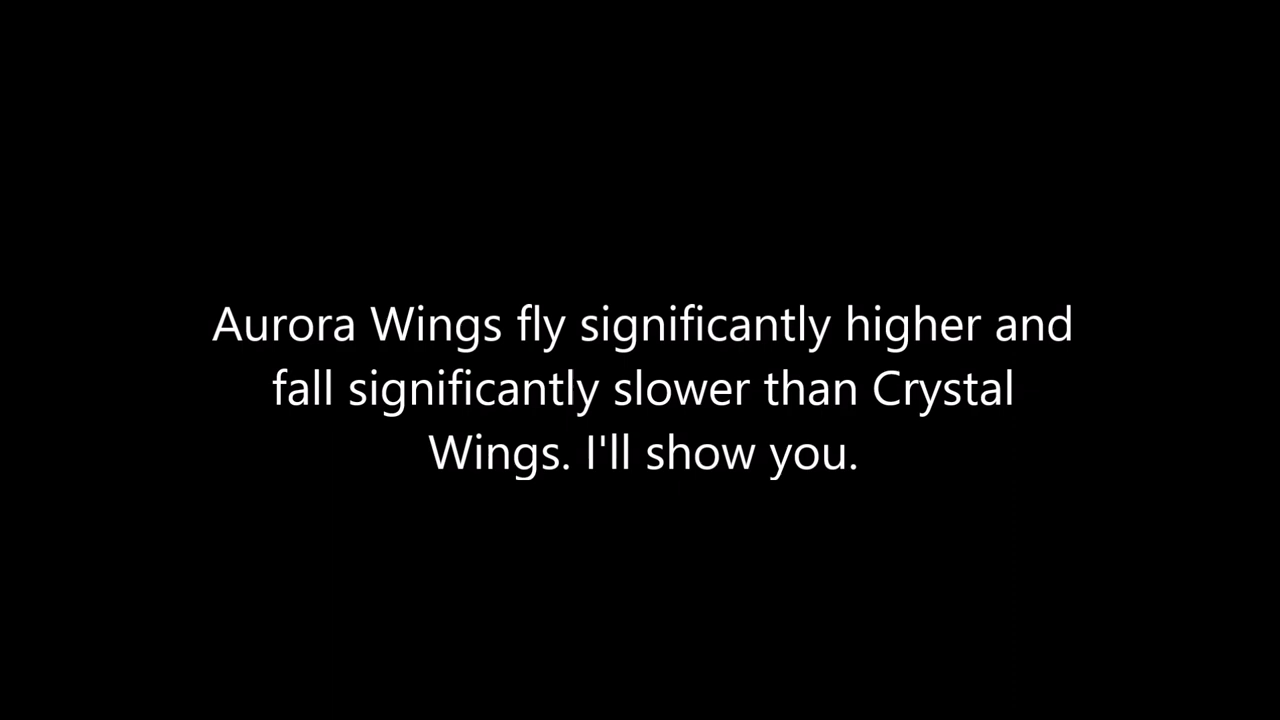 Aurora Wings fly significantly higher and
fall significantly slower than Crystal
Wings. I'll show you.